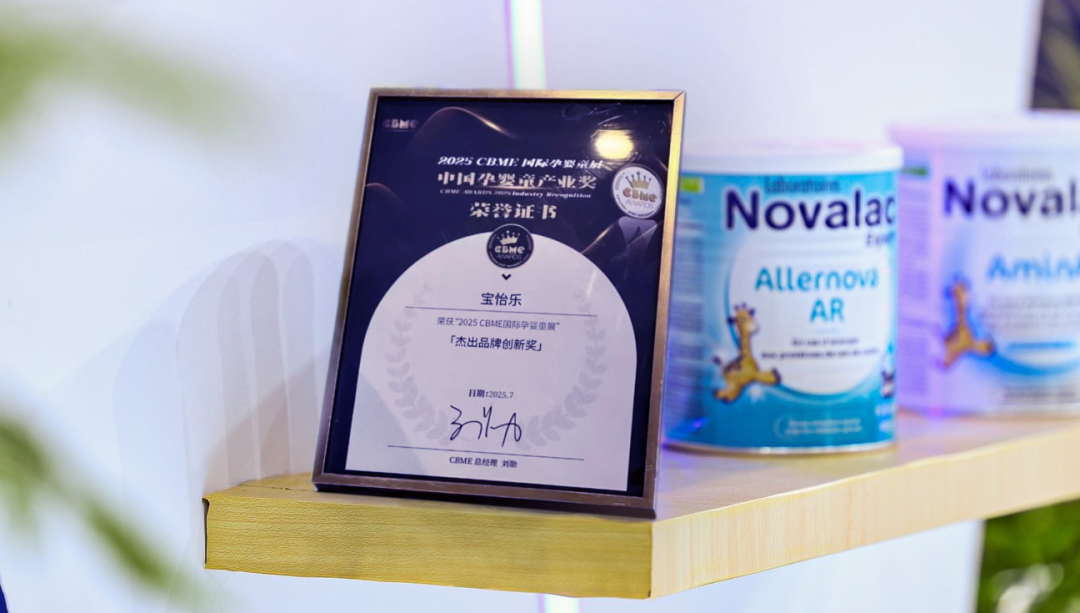 CBME
2025 CBME 国际孕婴童展
中国孕婴童产业奖
CBME AWARDS 2025 Industry Recognition
荣誉证书
CBME
AWARDS
CBME
AWARDS
宝怡乐
荣获“2025 CBME国际孕婴童展”
「杰出品牌创新奖」
日期:2025.7
CBME 总经理 刘勋
Laboratoires
Novalac
Allernova
AR
Novalac